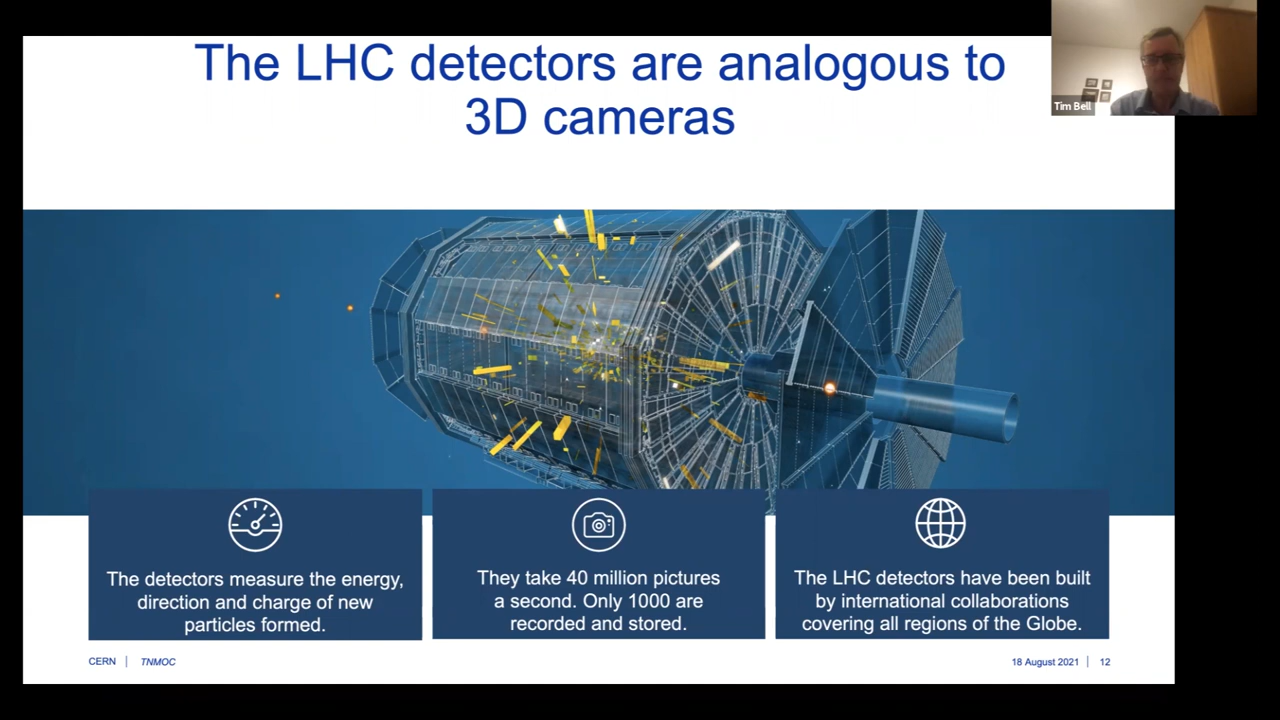 The LHC detectors are analogous to
3D cameras
Tim Bell
The detectors measure the energy,
direction and charge of new
particles formed.
They take 40 million pictures
a second. Only 1000 are
recorded and stored.
The LHC detectors have been built
by international collaborations
covering all regions of the Globe.
CERN | TNMOC
18 August 2021 | 12